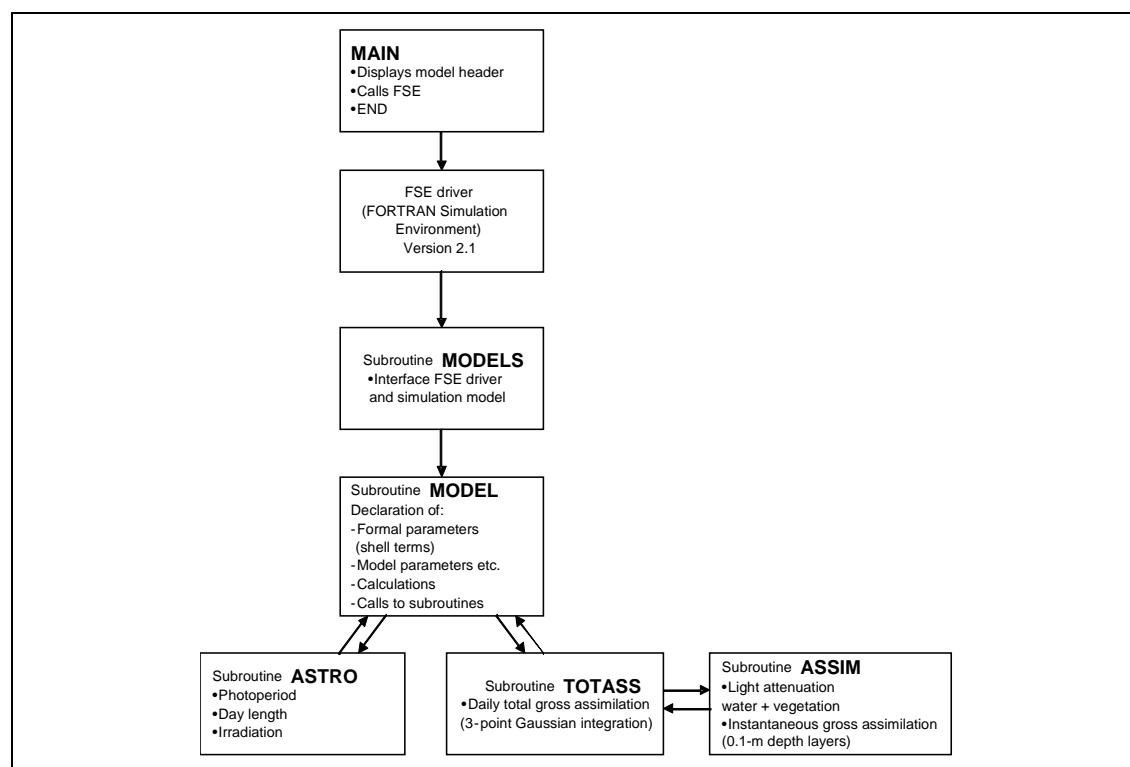 MAIN
•Displays model header
•Calls FSE
•END
FSE driver
(FORTRAN Simulation
Environment)
Version 2.1
Subroutine MODELS
•Interface FSE driver
and simulation model
Subroutine MODEL
Declaration of:
-Formal parameters
(shell terms)
-Model parameters etc.
-Calculations
-Calls to subroutines
Subroutine ASTRO
•Photoperiod
•Day length
•Irradiation
Subroutine TOTASS
•Daily total gross assimilation
(3-point Gaussian integration)
Subroutine ASSIM
•Light attenuation
water + vegetation
•Instantaneous gross assimilation
(0.1-m depth layers)